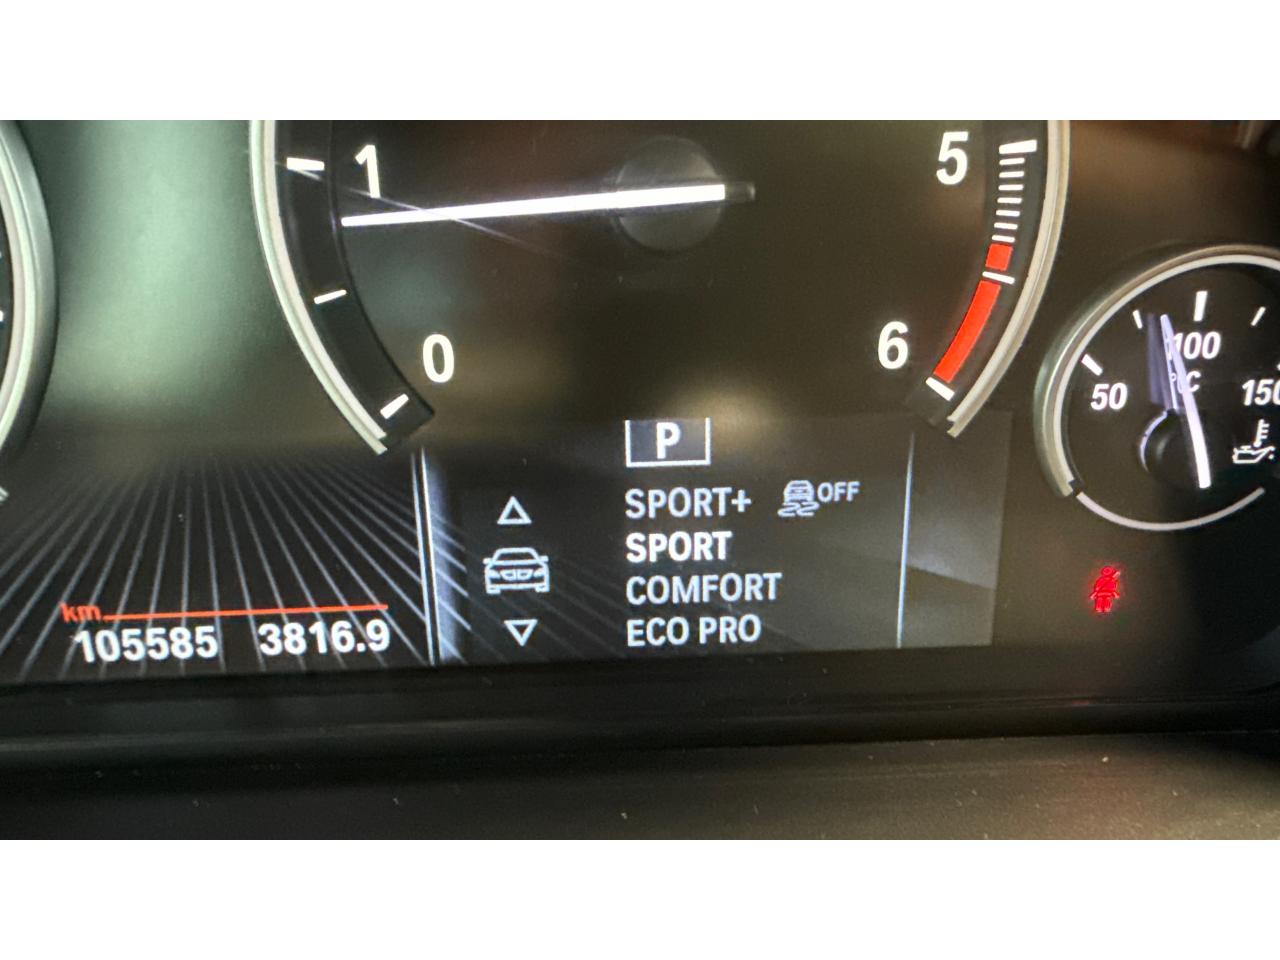 1
5
0
6
50
100
150
°C
P
SPORT+ OFF
SPORT
COMFORT
ECO PRO
km
105585 3816.9